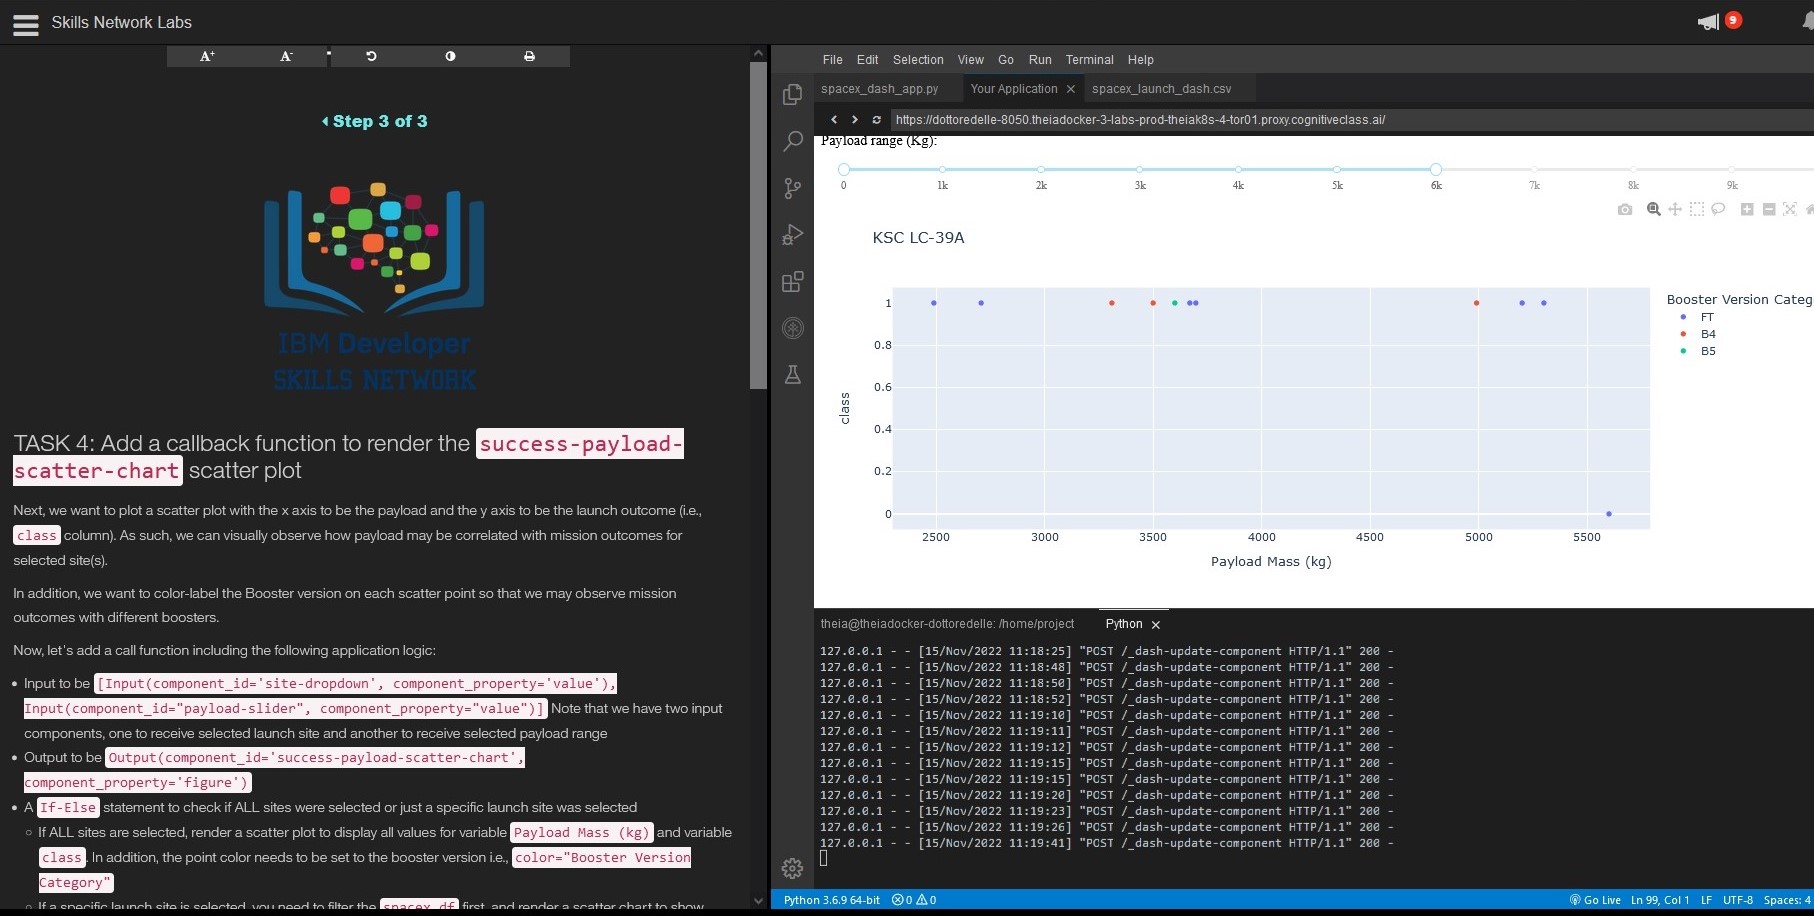 Skills Network Labs
9
A+ A-
Step 3 of 3
IBM Developer
SKILLS NETWORK
TASK 4: Add a callback function to render the success-payload-
scatter-chart scatter plot
Next, we want to plot a scatter plot with the x axis to be the payload and the y axis to be the launch outcome (i.e.,
class column). As such, we can visually observe how payload may be correlated with mission outcomes for
selected site(s).
In addition, we want to color-label the Booster version on each scatter point so that we may observe mission
outcomes with different boosters.
Now, let's add a call function including the following application logic:
• Input to be [Input(component_id='site-dropdown', component_property='value'),
Input(component_id="payload-slider", component_property="value")] Note that we have two input
components, one to receive selected launch site and another to receive selected payload range
• Output to be Output(component_id='success-payload-scatter-chart',
component_property='figure')
• A If-Else statement to check if ALL sites were selected or just a specific launch site was selected
○ If ALL sites are selected, render a scatter plot to display all values for variable Payload Mass (kg) and variable
class. In addition, the point color needs to be set to the booster version i.e., color="Booster Version
Category"
○ If a specific launch site is selected, you need to filter the spacex_df first, and render a scatter chart to show
File Edit Selection View Go Run Terminal Help
spacex_dash_app.py Your Application × spacex_launch_dash.csv
https://dottoredelle-8050.theiadocker-3-labs-prod-theiak8s-4-tor01.proxy.cognitiveclass.ai/
Payload range (Kg):
0 1k 2k 3k 4k 5k 6k 7k 8k 9k
KSC LC-39A
Booster Version Categ
FT
B4
B5
1
0.8
0.6
0.4
0.2
0
class
2500 3000 3500 4000 4500 5000 5500
Payload Mass (kg)
theia@theiadocker-dottoredelle: /home/project Python ×
127.0.0.1 - - [15/Nov/2022 11:18:25] "POST /_dash-update-component HTTP/1.1" 200 -
127.0.0.1 - - [15/Nov/2022 11:18:48] "POST /_dash-update-component HTTP/1.1" 200 -
127.0.0.1 - - [15/Nov/2022 11:18:50] "POST /_dash-update-component HTTP/1.1" 200 -
127.0.0.1 - - [15/Nov/2022 11:18:52] "POST /_dash-update-component HTTP/1.1" 200 -
127.0.0.1 - - [15/Nov/2022 11:19:10] "POST /_dash-update-component HTTP/1.1" 200 -
127.0.0.1 - - [15/Nov/2022 11:19:11] "POST /_dash-update-component HTTP/1.1" 200 -
127.0.0.1 - - [15/Nov/2022 11:19:12] "POST /_dash-update-component HTTP/1.1" 200 -
127.0.0.1 - - [15/Nov/2022 11:19:15] "POST /_dash-update-component HTTP/1.1" 200 -
127.0.0.1 - - [15/Nov/2022 11:19:15] "POST /_dash-update-component HTTP/1.1" 200 -
127.0.0.1 - - [15/Nov/2022 11:19:20] "POST /_dash-update-component HTTP/1.1" 200 -
127.0.0.1 - - [15/Nov/2022 11:19:23] "POST /_dash-update-component HTTP/1.1" 200 -
127.0.0.1 - - [15/Nov/2022 11:19:26] "POST /_dash-update-component HTTP/1.1" 200 -
127.0.0.1 - - [15/Nov/2022 11:19:41] "POST /_dash-update-component HTTP/1.1" 200 -
Python 3.6.9 64-bit 0 0 Go Live Ln 99, Col 1 LF UTF-8 Spaces: 4